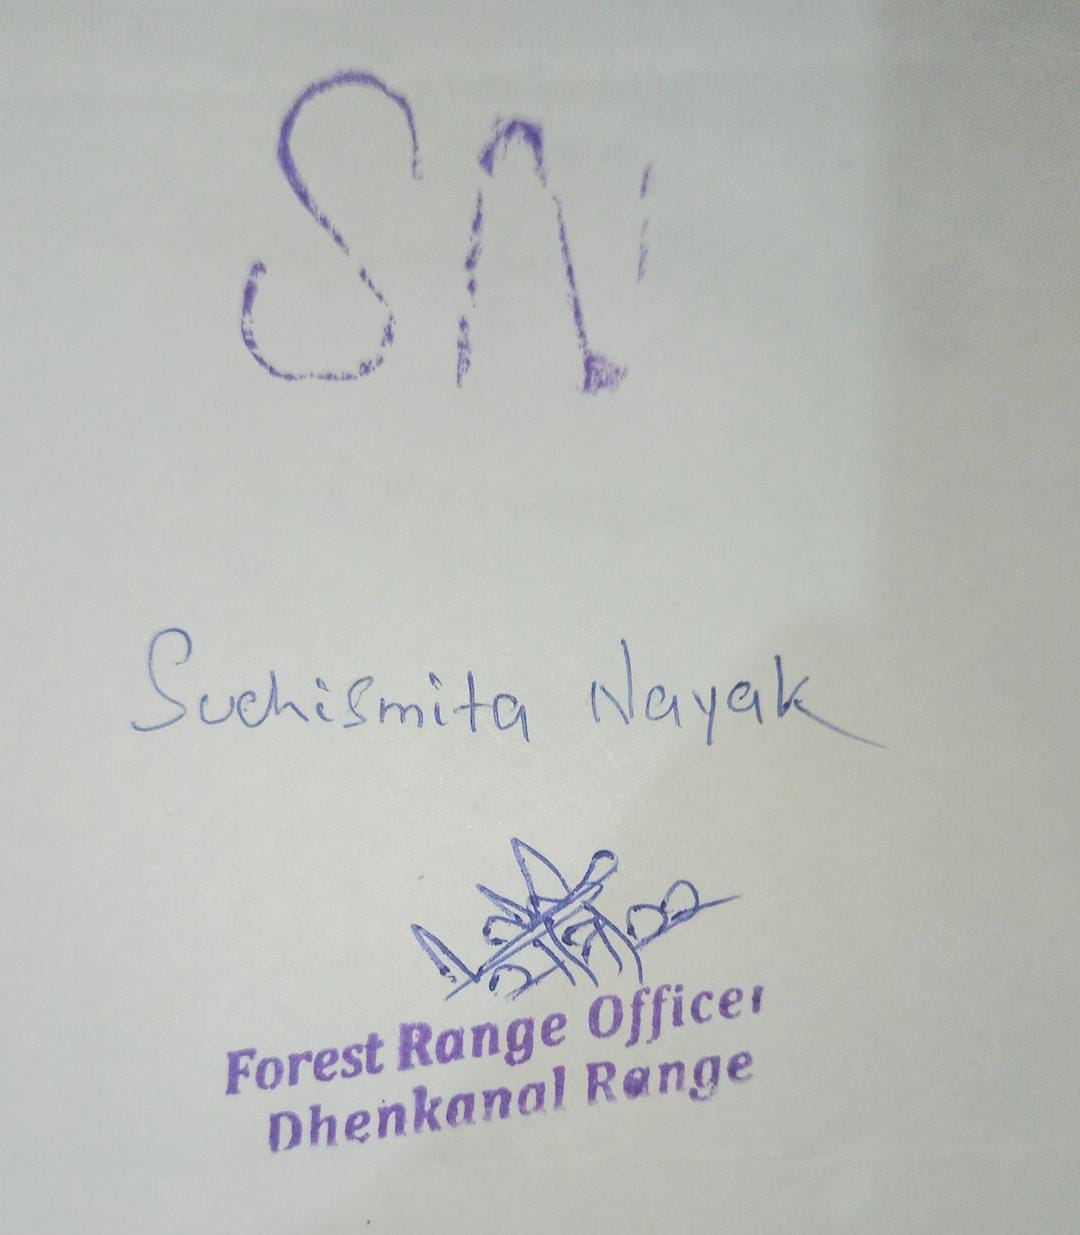 SN
Suchismita Nayak
Forest Range Officer
Dhenkanal Range